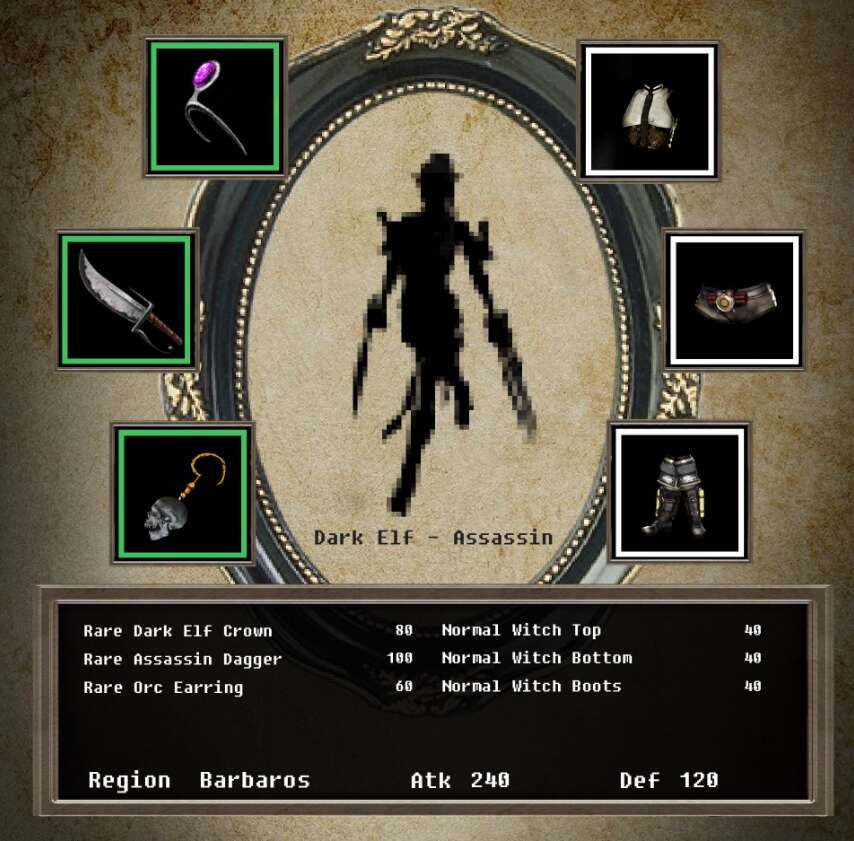 Dark Elf - Assassin
Rare Dark Elf Crown 80
Rare Assassin Dagger 100
Rare Orc Earring 60
Normal Witch Top 40
Normal Witch Bottom 40
Normal Witch Boots 40
Region Barbaros Atk 240 Def 120